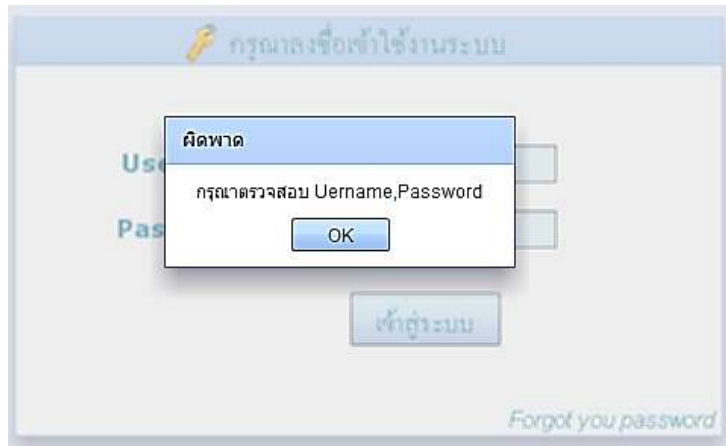 กรุณาลงชื่อเข้าใช้งานระบบ
ผิดพาด
Use
กรุณาตรวจสอบ Uername,Password
Pas
OK
เข้าสู่ระบบ
Forgot you password